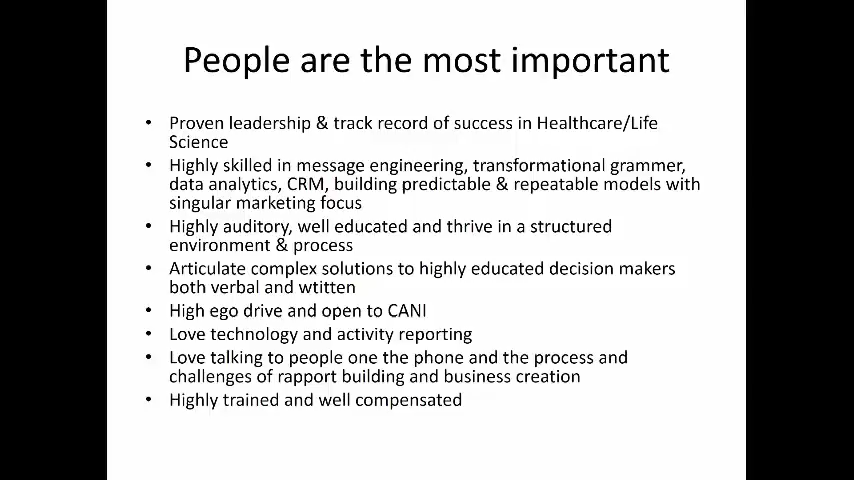 People are the most important
• Proven leadership & track record of success in Healthcare/Life
Science
• Highly skilled in message engineering, transformational grammer,
data analytics, CRM, building predictable & repeatable models with
singular marketing focus
• Highly auditory, well educated and thrive in a structured
environment & process
• Articulate complex solutions to highly educated decision makers
both verbal and wtitten
• High ego drive and open to CANI
• Love technology and activity reporting
• Love talking to people one the phone and the process and
challenges of rapport building and business creation
• Highly trained and well compensated